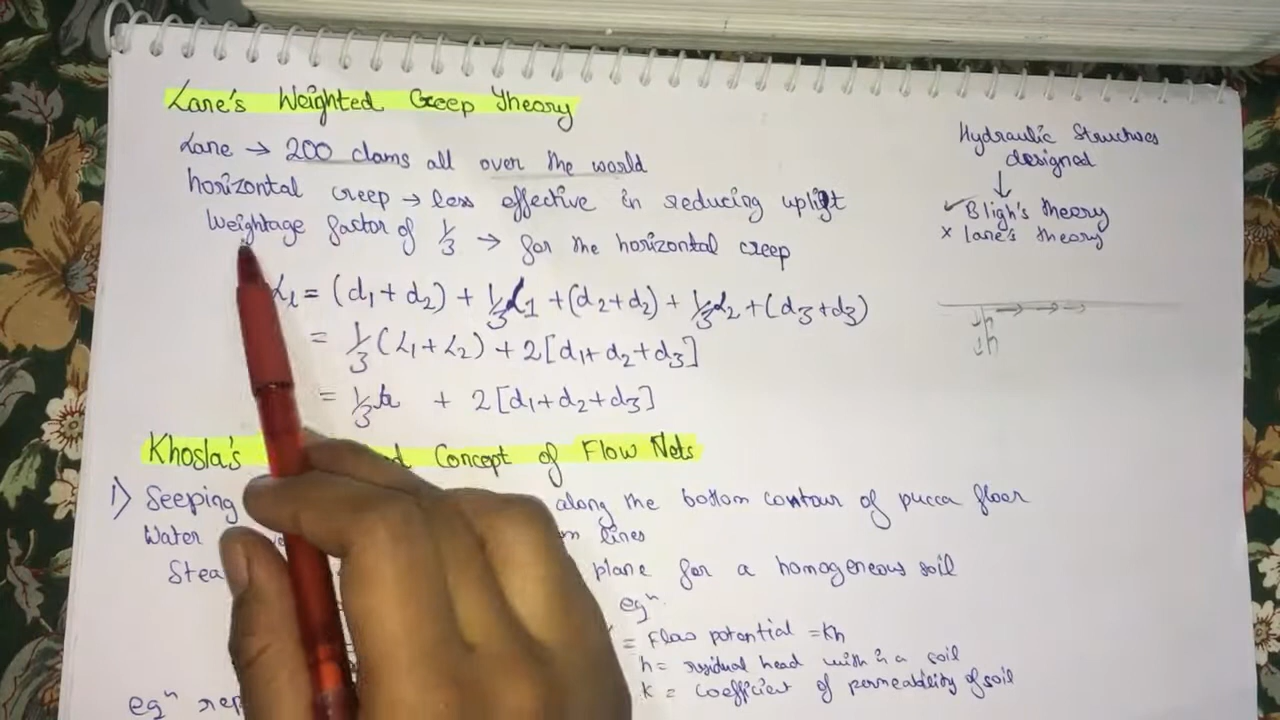 Lane's Weighted Creep Theory
Lane → 200 dams all over the world
horizontal creep → less effective in reducing uplift
Weightage factor of 1/3 → for the horizontal creep
= (d1 + d2) + 1/3 L1 + (d2 + d2) + 1/3 L2 + (d3 + d3)
= 1/3 (L1 + L2) + 2[d1 + d2 + d3]
= 1/3 b + 2[d1 + d2 + d3]
Hydraulic Structures
designed
↓
✓ Bligh's theory
× Lane's theory
h
h
Khosla's Concept of Flow Nets
1) Seeping along the bottom contour of pucca floor
Water lines
plane for a homogeneous soil
eqn.
= Flow potential = Kh
h = residual head within a soil
K = coefficient of permeability of soil
eqn